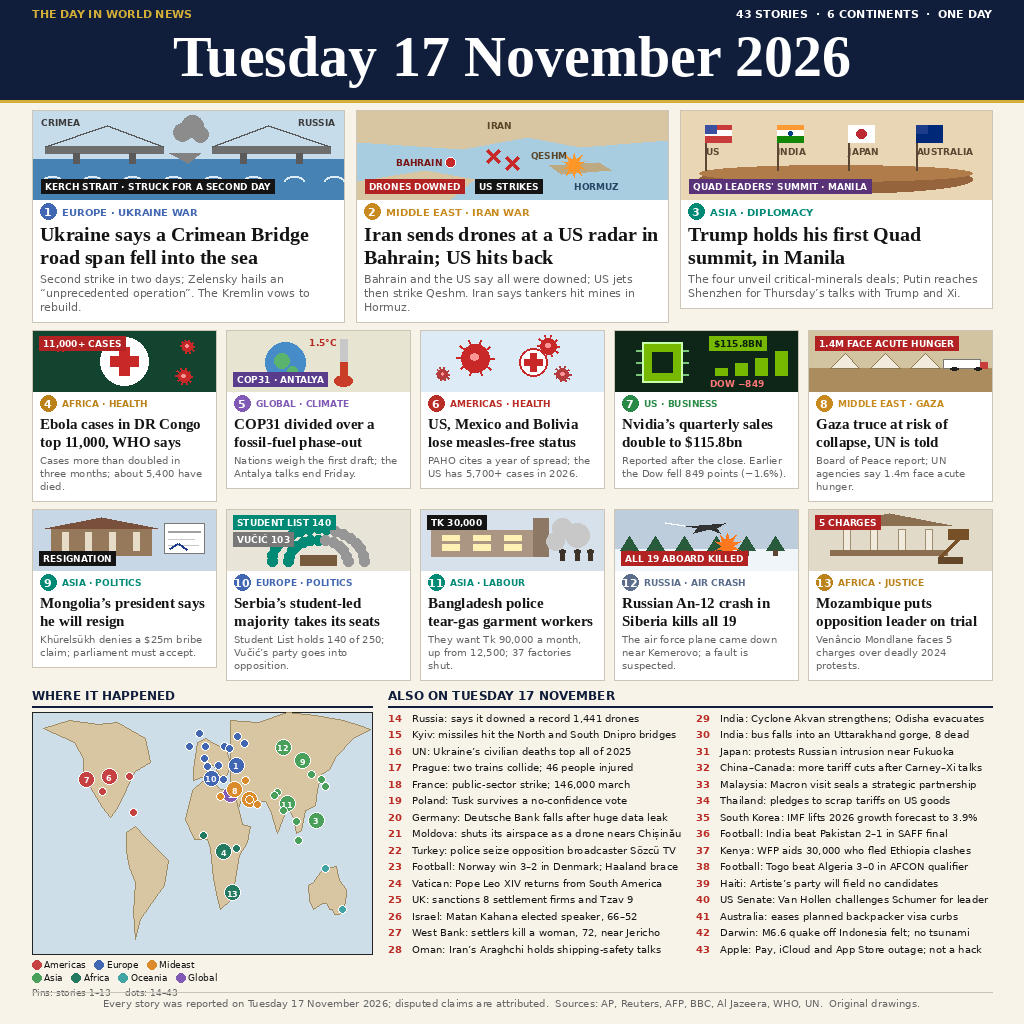 THE DAY IN WORLD NEWS
43 STORIES · 6 CONTINENTS · ONE DAY
Tuesday 17 November 2026
CRIMEA
RUSSIA
KERCH STRAIT · STRUCK FOR A SECOND DAY
1 EUROPE · UKRAINE WAR
Ukraine says a Crimean Bridge
road span fell into the sea
Second strike in two days; Zelensky hails an
“unprecedented operation”. The Kremlin vows to
rebuild.
IRAN
BAHRAIN
QESHM
DRONES DOWNED
US STRIKES
HORMUZ
2 MIDDLE EAST · IRAN WAR
Iran sends drones at a US radar in
Bahrain; US hits back
Bahrain and the US say all were downed; US jets
then strike Qeshm. Iran says tankers hit mines in
Hormuz.
US
INDIA
JAPAN
AUSTRALIA
QUAD LEADERS' SUMMIT · MANILA
3 ASIA · DIPLOMACY
Trump holds his first Quad
summit, in Manila
The four unveil critical-minerals deals; Putin reaches
Shenzhen for Thursday’s talks with Trump and Xi.
11,000+ CASES
4 AFRICA · HEALTH
Ebola cases in DR Congo
top 11,000, WHO says
Cases more than doubled in
three months; about 5,400 have
died.
1.5°C
COP31 · ANTALYA
5 GLOBAL · CLIMATE
COP31 divided over a
fossil-fuel phase-out
Nations weigh the first draft; the
Antalya talks end Friday.
6 AMERICAS · HEALTH
US, Mexico and Bolivia
lose measles-free status
PAHO cites a year of spread; the
US has 5,700+ cases in 2026.
$115.8BN
DOW −849
7 US · BUSINESS
Nvidia’s quarterly sales
double to $115.8bn
Reported after the close. Earlier
the Dow fell 849 points (−1.6%).
1.4M FACE ACUTE HUNGER
8 MIDDLE EAST · GAZA
Gaza truce at risk of
collapse, UN is told
Board of Peace report; UN
agencies say 1.4m face acute
hunger.
RESIGNATION
9 ASIA · POLITICS
Mongolia’s president says
he will resign
Khürelsükh denies a $25m bribe
claim; parliament must accept.
STUDENT LIST 140
VUČIĆ 103
10 EUROPE · POLITICS
Serbia’s student-led
majority takes its seats
Student List holds 140 of 250;
Vučić’s party goes into
opposition.
TK 30,000
11 ASIA · LABOUR
Bangladesh police
tear-gas garment workers
They want Tk 90,000 a month,
up from 12,500; 37 factories
shut.
ALL 19 ABOARD KILLED
12 RUSSIA · AIR CRASH
Russian An-12 crash in
Siberia kills all 19
The air force plane came down
near Kemerovo; a fault is
suspected.
5 CHARGES
13 AFRICA · JUSTICE
Mozambique puts
opposition leader on trial
Venâncio Mondlane faces 5
charges over deadly 2024
protests.
WHERE IT HAPPENED
12
9
1
7
6
10
8
11
3
4
13
Americas Europe Mideast
Asia Africa Oceania Global
Pins: stories 1–13 dots: 14–43
ALSO ON TUESDAY 17 NOVEMBER
14 Russia: says it downed a record 1,441 drones
15 Kyiv: missiles hit the North and South Dnipro bridges
16 UN: Ukraine’s civilian deaths top all of 2025
17 Prague: two trains collide; 46 people injured
18 France: public-sector strike; 146,000 march
19 Poland: Tusk survives a no-confidence vote
20 Germany: Deutsche Bank falls after huge data leak
21 Moldova: shuts its airspace as a drone nears Chișinău
22 Turkey: police seize opposition broadcaster Sözcü TV
23 Football: Norway win 3–2 in Denmark; Haaland brace
24 Vatican: Pope Leo XIV returns from South America
25 UK: sanctions 8 settlement firms and Tzav 9
26 Israel: Matan Kahana elected speaker, 66–52
27 West Bank: settlers kill a woman, 72, near Jericho
28 Oman: Iran’s Araghchi holds shipping-safety talks
29 India: Cyclone Akvan strengthens; Odisha evacuates
30 India: bus falls into an Uttarakhand gorge, 8 dead
31 Japan: protests Russian intrusion near Fukuoka
32 China–Canada: more tariff cuts after Carney–Xi talks
33 Malaysia: Macron visit seals a strategic partnership
34 Thailand: pledges to scrap tariffs on US goods
35 South Korea: IMF lifts 2026 growth forecast to 3.9%
36 Football: India beat Pakistan 2–1 in SAFF final
37 Kenya: WFP aids 30,000 who fled Ethiopia clashes
38 Football: Togo beat Algeria 3–0 in AFCON qualifier
39 Haiti: Artiste’s party will field no candidates
40 US Senate: Van Hollen challenges Schumer for leader
41 Australia: eases planned backpacker visa curbs
42 Darwin: M6.6 quake off Indonesia felt; no tsunami
43 Apple: Pay, iCloud and App Store outage; not a hack
Every story was reported on Tuesday 17 November 2026; disputed claims are attributed. Sources: AP, Reuters, AFP, BBC, Al Jazeera, WHO, UN. Original drawings.